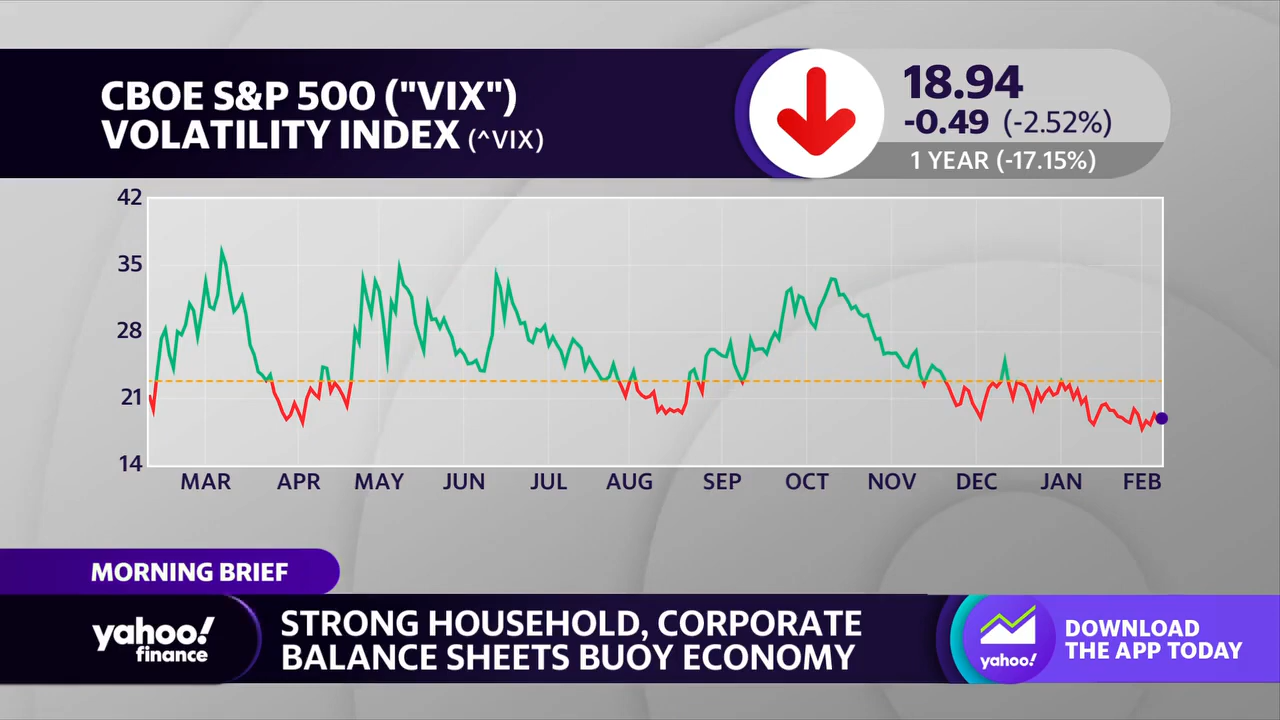 CBOE S&P 500 ("VIX")
VOLATILITY INDEX (^VIX)
18.94
-0.49 (-2.52%)
1 YEAR (-17.15%)
42
35
28
21
14
MAR APR MAY JUN JUL AUG SEP OCT NOV DEC JAN FEB
MORNING BRIEF
yahoo!
finance
STRONG HOUSEHOLD, CORPORATE
BALANCE SHEETS BUOY ECONOMY
yahoo!
DOWNLOAD
THE APP TODAY